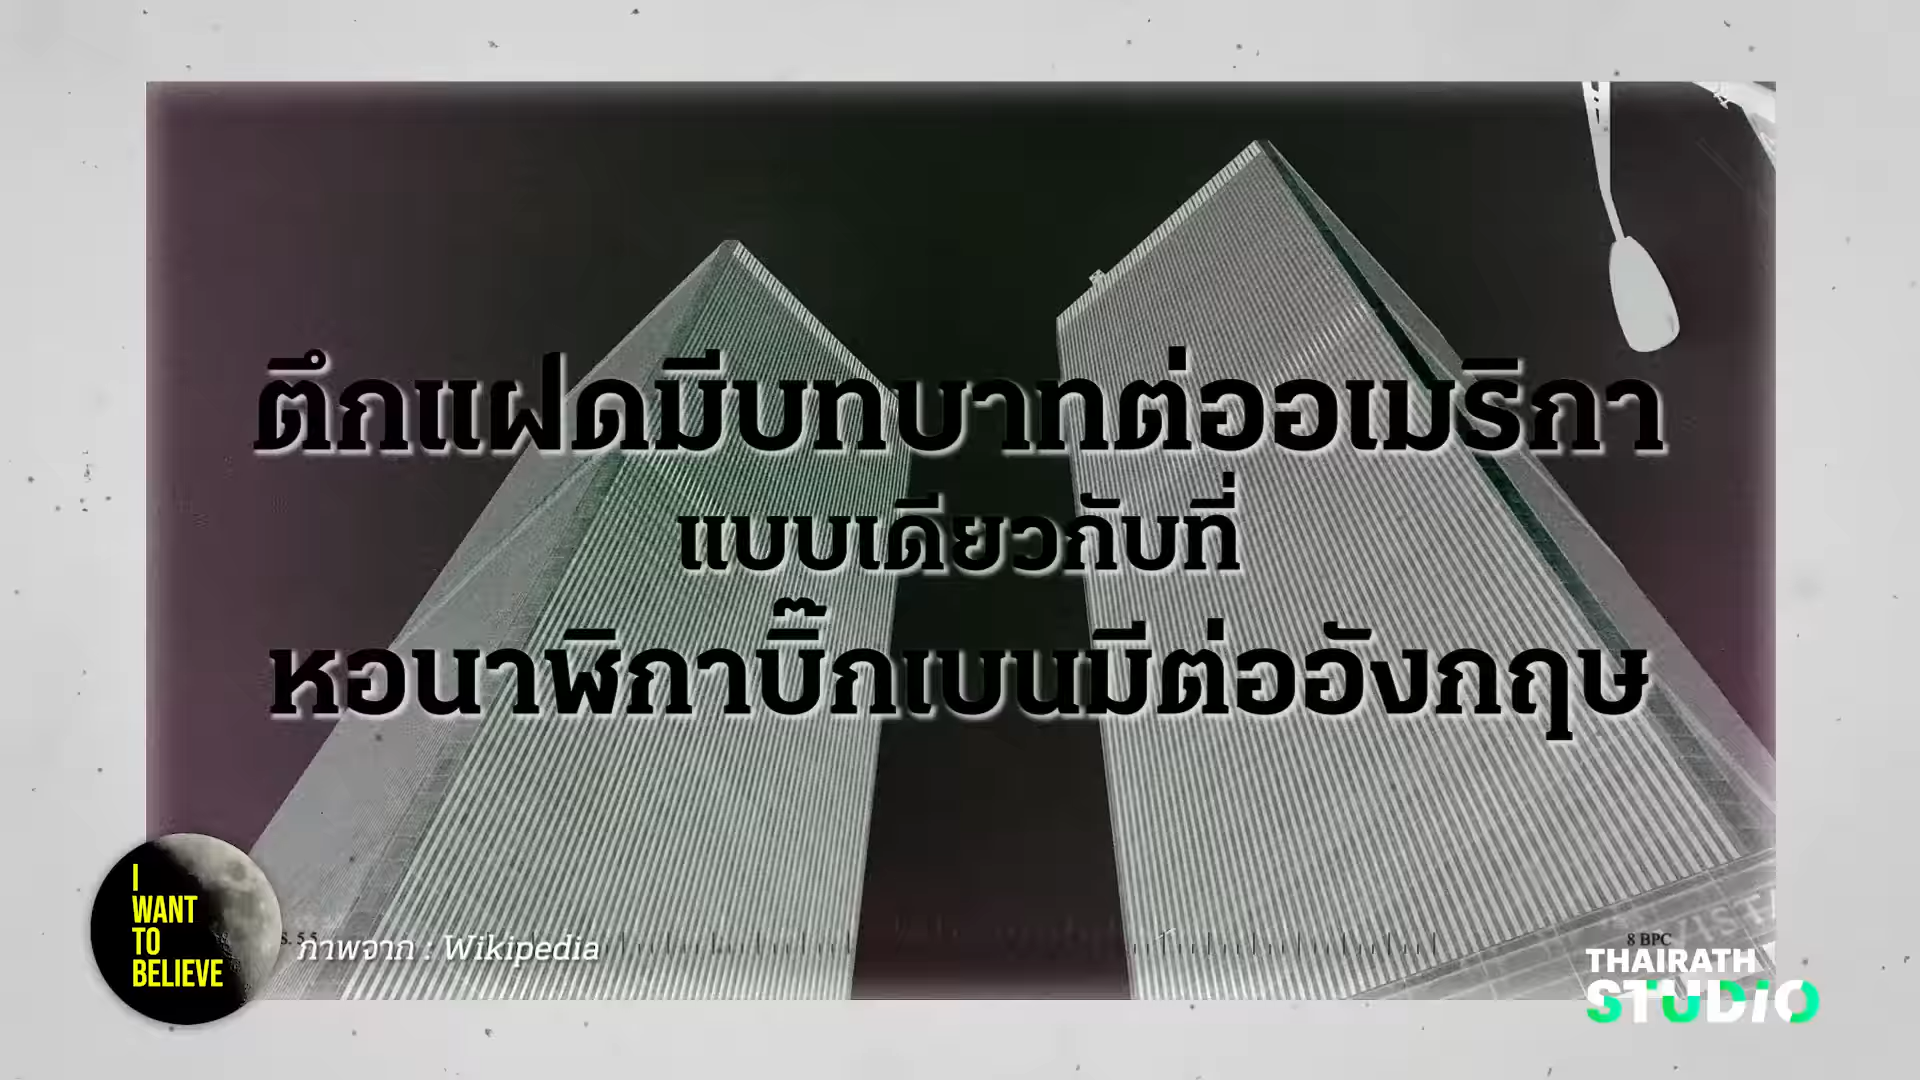 ตึกแฝดมีบทบาทต่ออเมริกา
แบบเดียวกับที่
หอนาฬิกาบิ๊กเบนมีต่ออังกฤษ
I
WANT
TO
BELIEVE
S. 5.5
ภาพจาก : Wikipedia
8 BPC
THAIRATH
STUDIO